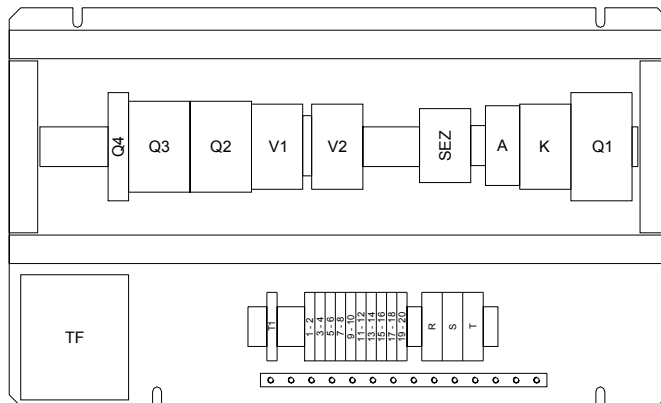 Q4
Q3
Q2
V1
V2
SEZ
A
K
Q1
TF
T1
1 - 2
3 - 4
5 - 6
7 - 8
9 - 10
11 - 12
13 - 14
15 - 16
17 - 18
19 - 20
R
S
T